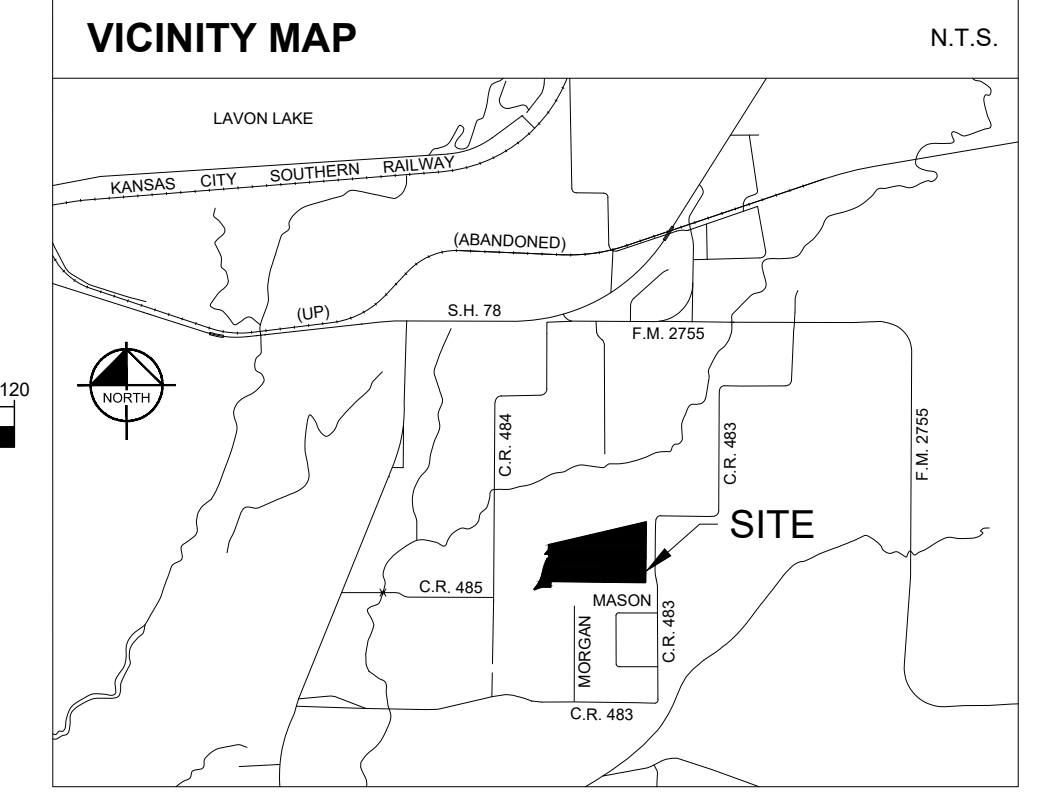 VICINITY MAP
N.T.S.
LAVON LAKE
KANSAS CITY SOUTHERN RAILWAY
(ABANDONED)
(UP)
S.H. 78
F.M. 2755
120
NORTH
C.R. 484
C.R. 483
F.M. 2755
SITE
C.R. 485
MASON
MORGAN
C.R. 483
C.R. 483